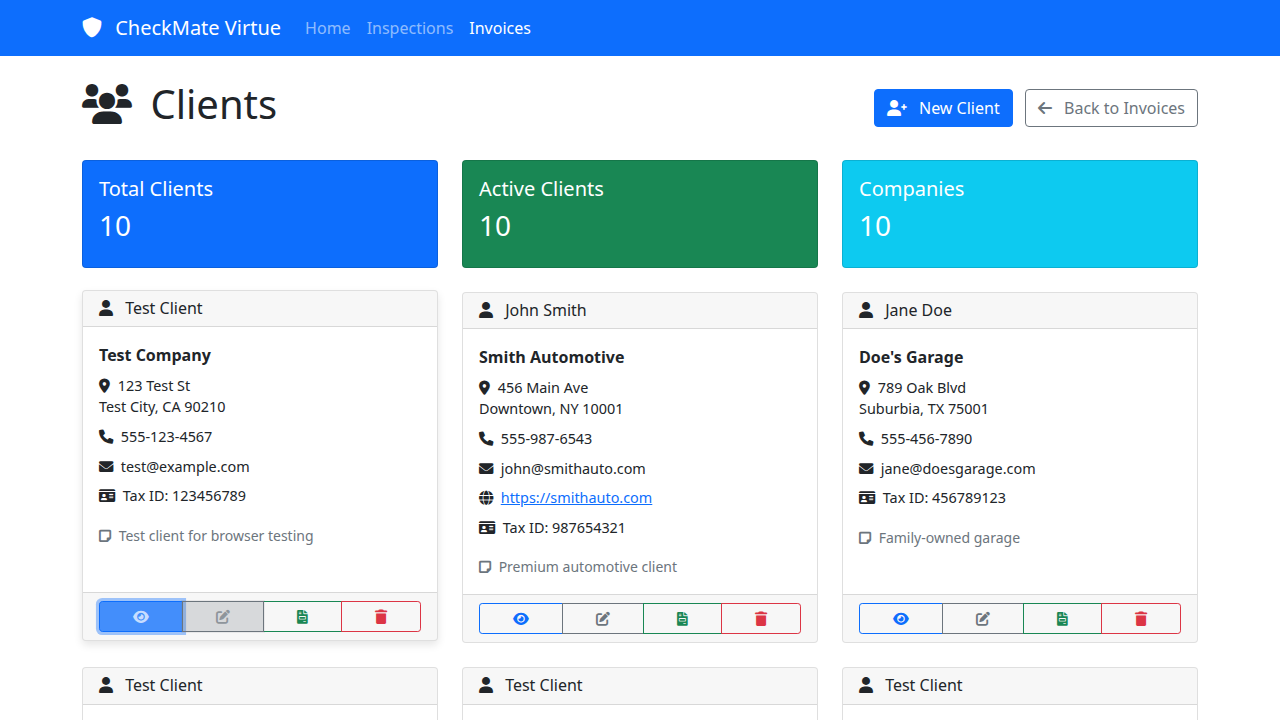 CheckMate Virtue Home Inspections Invoices
Clients
New Client
Back to Invoices
Total Clients
10
Active Clients
10
Companies
10
Test Client
Test Company
123 Test St
Test City, CA 90210
555-123-4567
test@example.com
Tax ID: 123456789
Test client for browser testing
John Smith
Smith Automotive
456 Main Ave
Downtown, NY 10001
555-987-6543
john@smithauto.com
https://smithauto.com
Tax ID: 987654321
Premium automotive client
Jane Doe
Doe's Garage
789 Oak Blvd
Suburbia, TX 75001
555-456-7890
jane@doesgarage.com
Tax ID: 456789123
Family-owned garage
Test Client
Test Client
Test Client